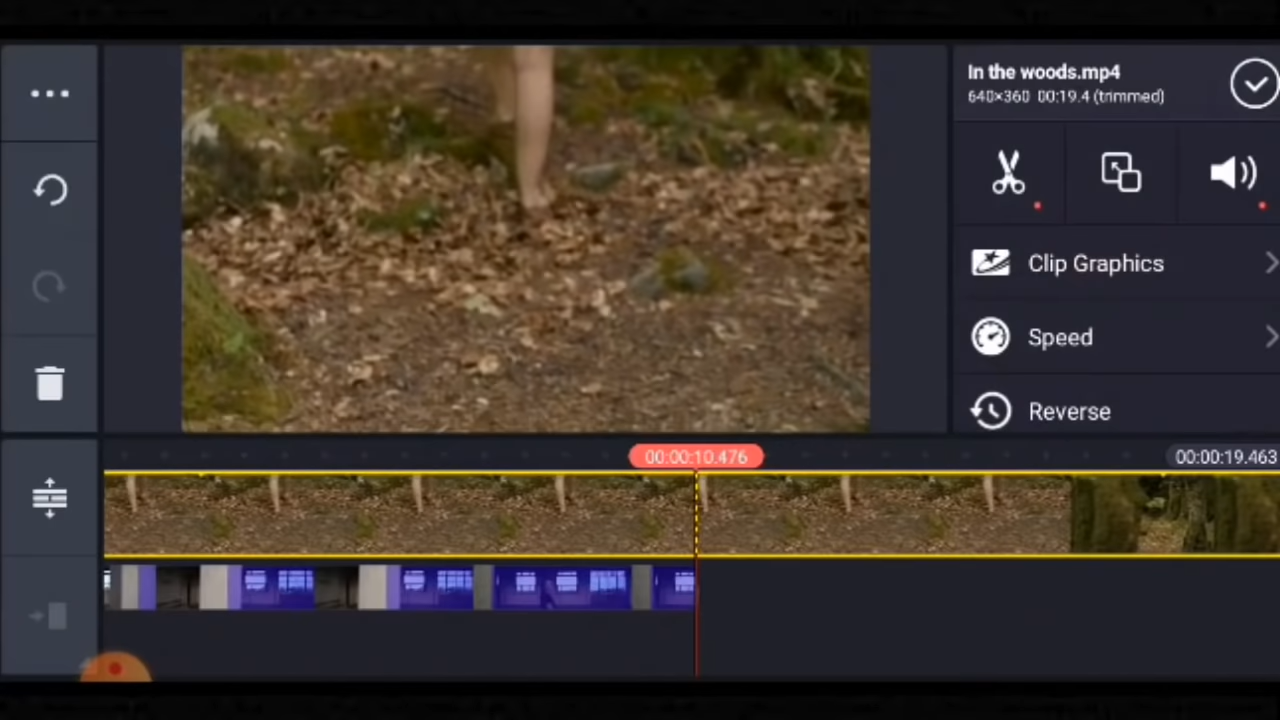 In the woods.mp4
640×360 00:19.4 (trimmed)
Clip Graphics
Speed
Reverse
00:00:10.476
00:00:19.463